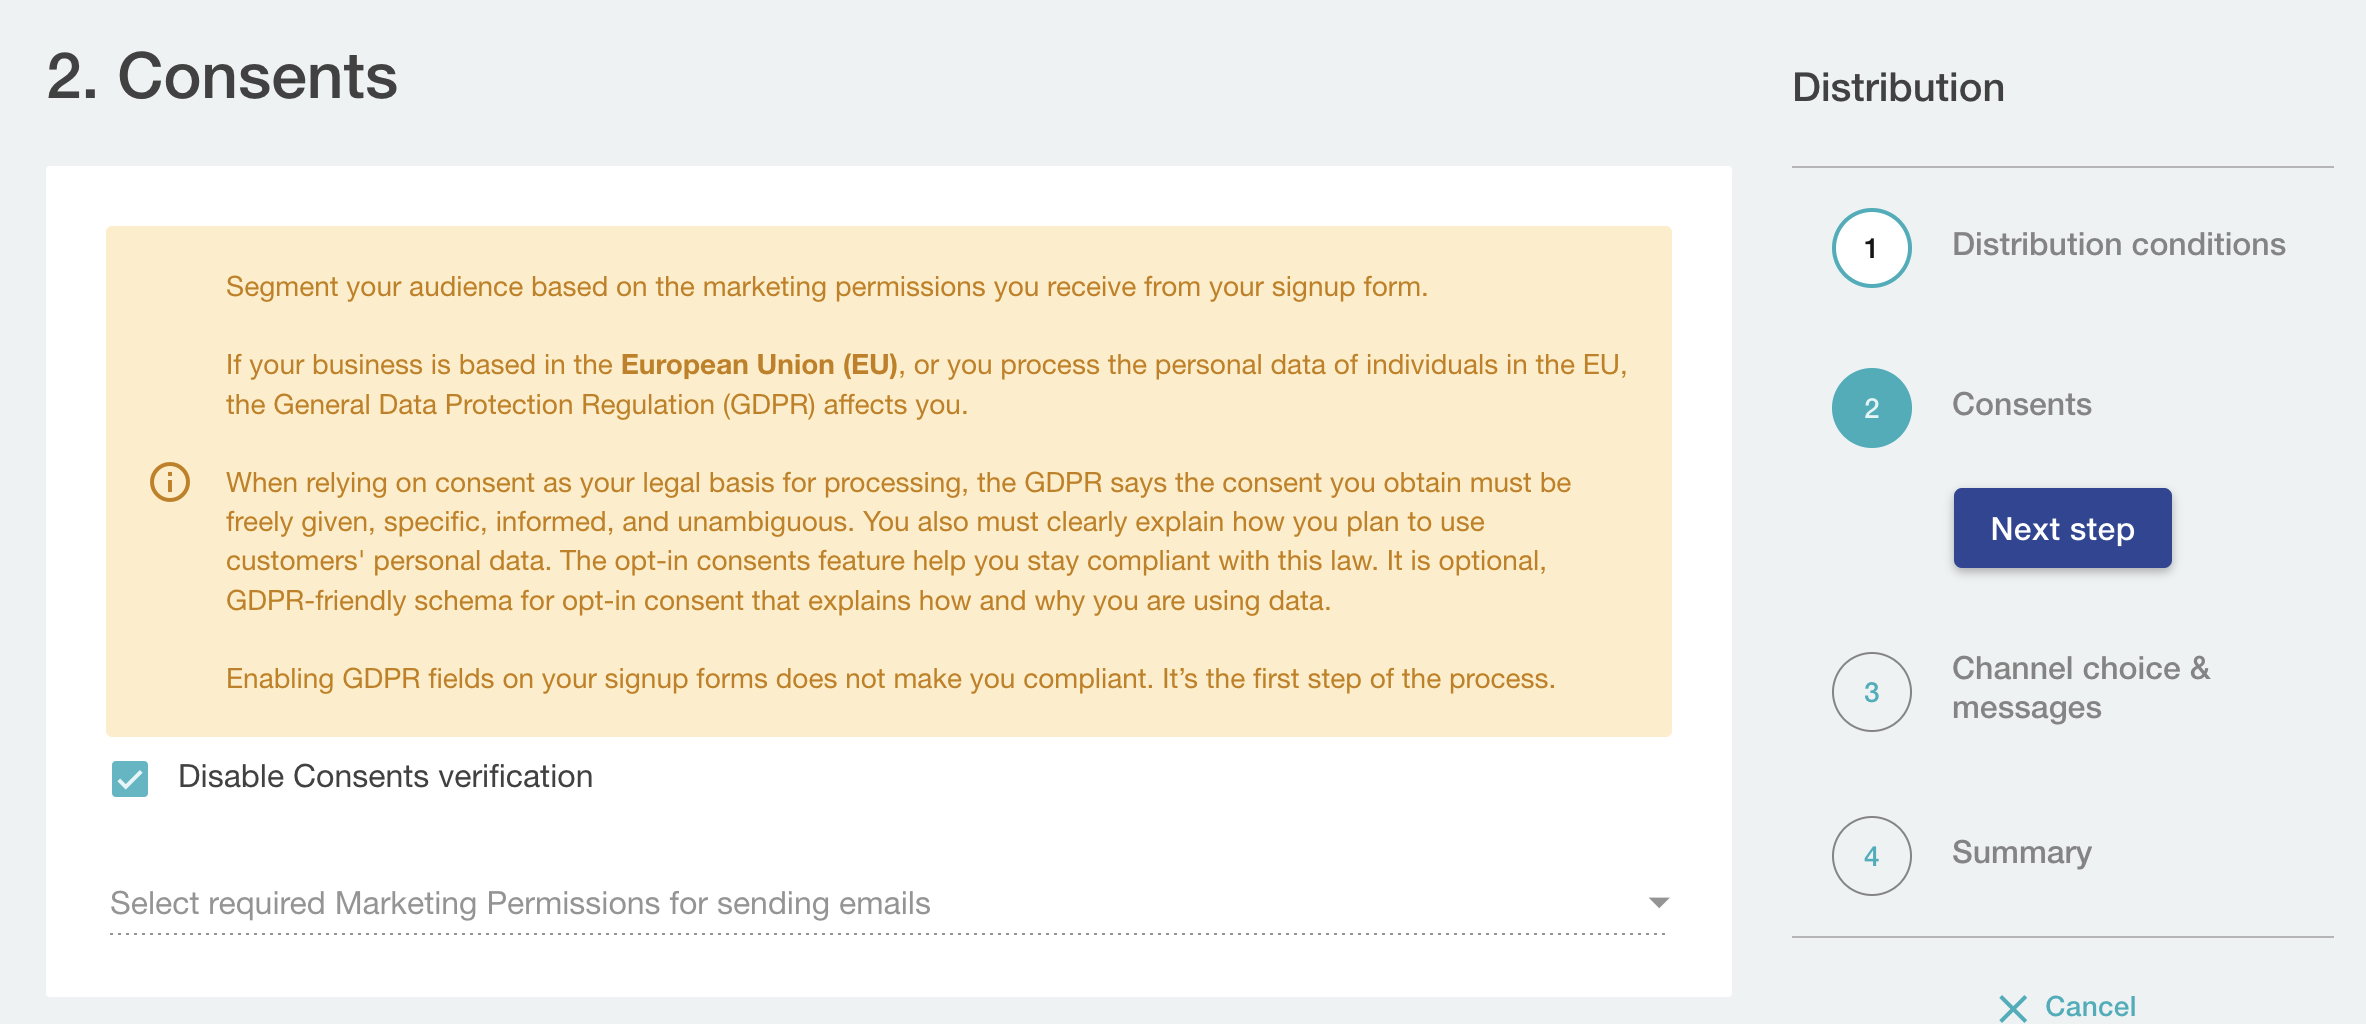 2. Consents
Segment your audience based on the marketing permissions you receive from your signup form.
If your business is based in the European Union (EU), or you process the personal data of individuals in the EU,
the General Data Protection Regulation (GDPR) affects you.
When relying on consent as your legal basis for processing, the GDPR says the consent you obtain must be
freely given, specific, informed, and unambiguous. You also must clearly explain how you plan to use
customers' personal data. The opt-in consents feature help you stay compliant with this law. It is optional,
GDPR-friendly schema for opt-in consent that explains how and why you are using data.
Enabling GDPR fields on your signup forms does not make you compliant. It’s the first step of the process.
Disable Consents verification
Select required Marketing Permissions for sending emails
Distribution
1 Distribution conditions
2 Consents
Next step
3 Channel choice &
messages
4 Summary
Cancel